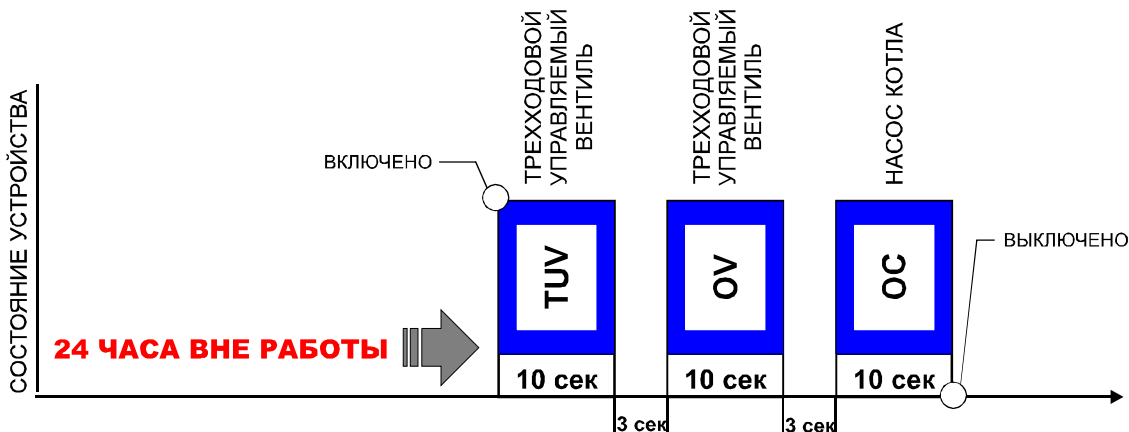 СОСТОЯНИЕ УСТРОЙСТВА
ВКЛЮЧЕНО
ТРЕХХОДОВОЙ
УПРАВЛЯЕМЫЙ
ВЕНТИЛЬ
ТРЕХХОДОВОЙ
УПРАВЛЯЕМЫЙ
ВЕНТИЛЬ
НАСОС КОТЛА
ВЫКЛЮЧЕНО
TUV
OV
OC
24 ЧАСА ВНЕ РАБОТЫ
10 сек
10 сек
10 сек
3 сек
3 сек